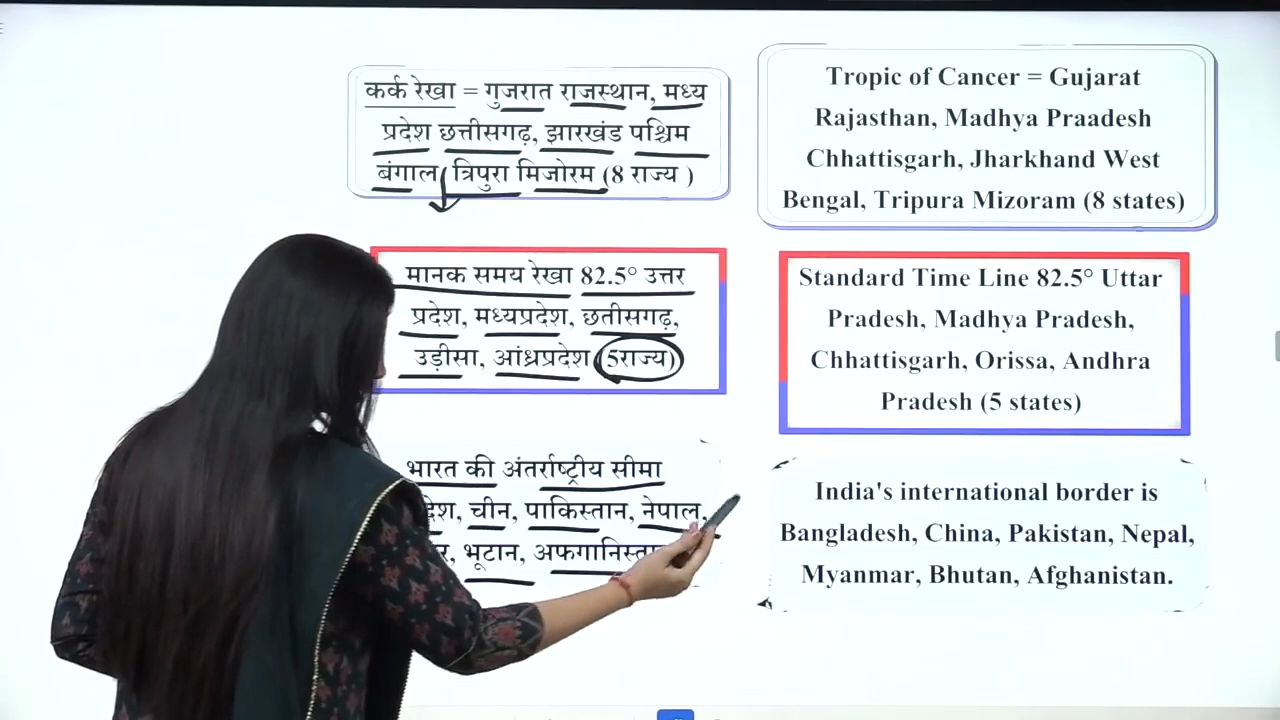 कर्क रेखा = गुजरात राजस्थान, मध्य
प्रदेश छत्तीसगढ़, झारखंड पश्चिम
बंगाल, त्रिपुरा मिजोरम (8 राज्य )
मानक समय रेखा 82.5° उत्तर
प्रदेश, मध्यप्रदेश, छतीसगढ़,
उड़ीसा, आंध्रप्रदेश (5राज्य)
भारत की अंतर्राष्ट्रीय सीमा
चीन, पाकिस्तान, नेपाल,
भूटान,
Tropic of Cancer = Gujarat
Rajasthan, Madhya Praadesh
Chhattisgarh, Jharkhand West
Bengal, Tripura Mizoram (8 states)
Standard Time Line 82.5° Uttar
Pradesh, Madhya Pradesh,
Chhattisgarh, Orissa, Andhra
Pradesh (5 states)
India's international border is
Bangladesh, China, Pakistan, Nepal,
Myanmar, Bhutan, Afghanistan.